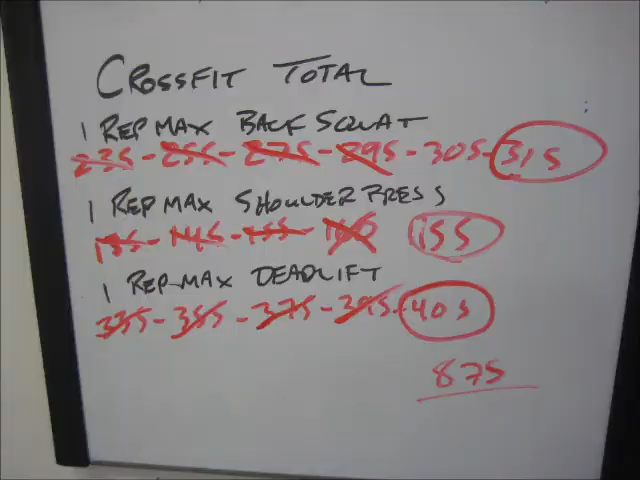 CROSSFIT TOTAL
1 REP MAX BACK SQUAT
235 - 255 - 275 - 295 - 305 - 315
1 REP MAX SHOULDER PRESS
135 - 145 - 155 - 160 155
1 REP MAX DEADLIFT
335 - 355 - 375 - 395 - 405
875